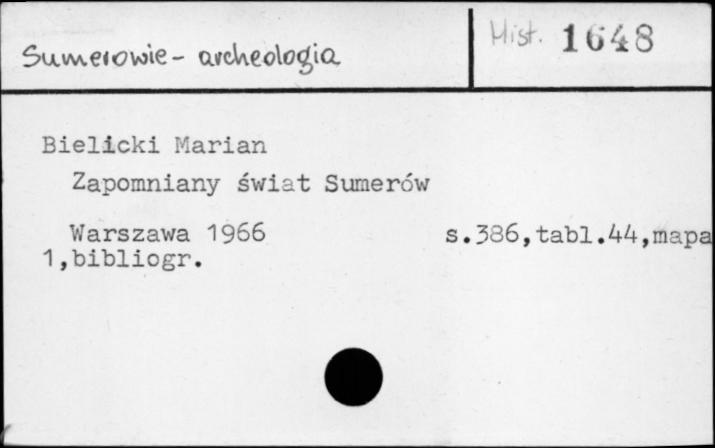 Sumerowie - archeologia
Hist. 1648
Bielicki Marian
Zapomniany świat Sumerów
Warszawa 1966 s.386,tabl.44,mapa
1,bibliogr.